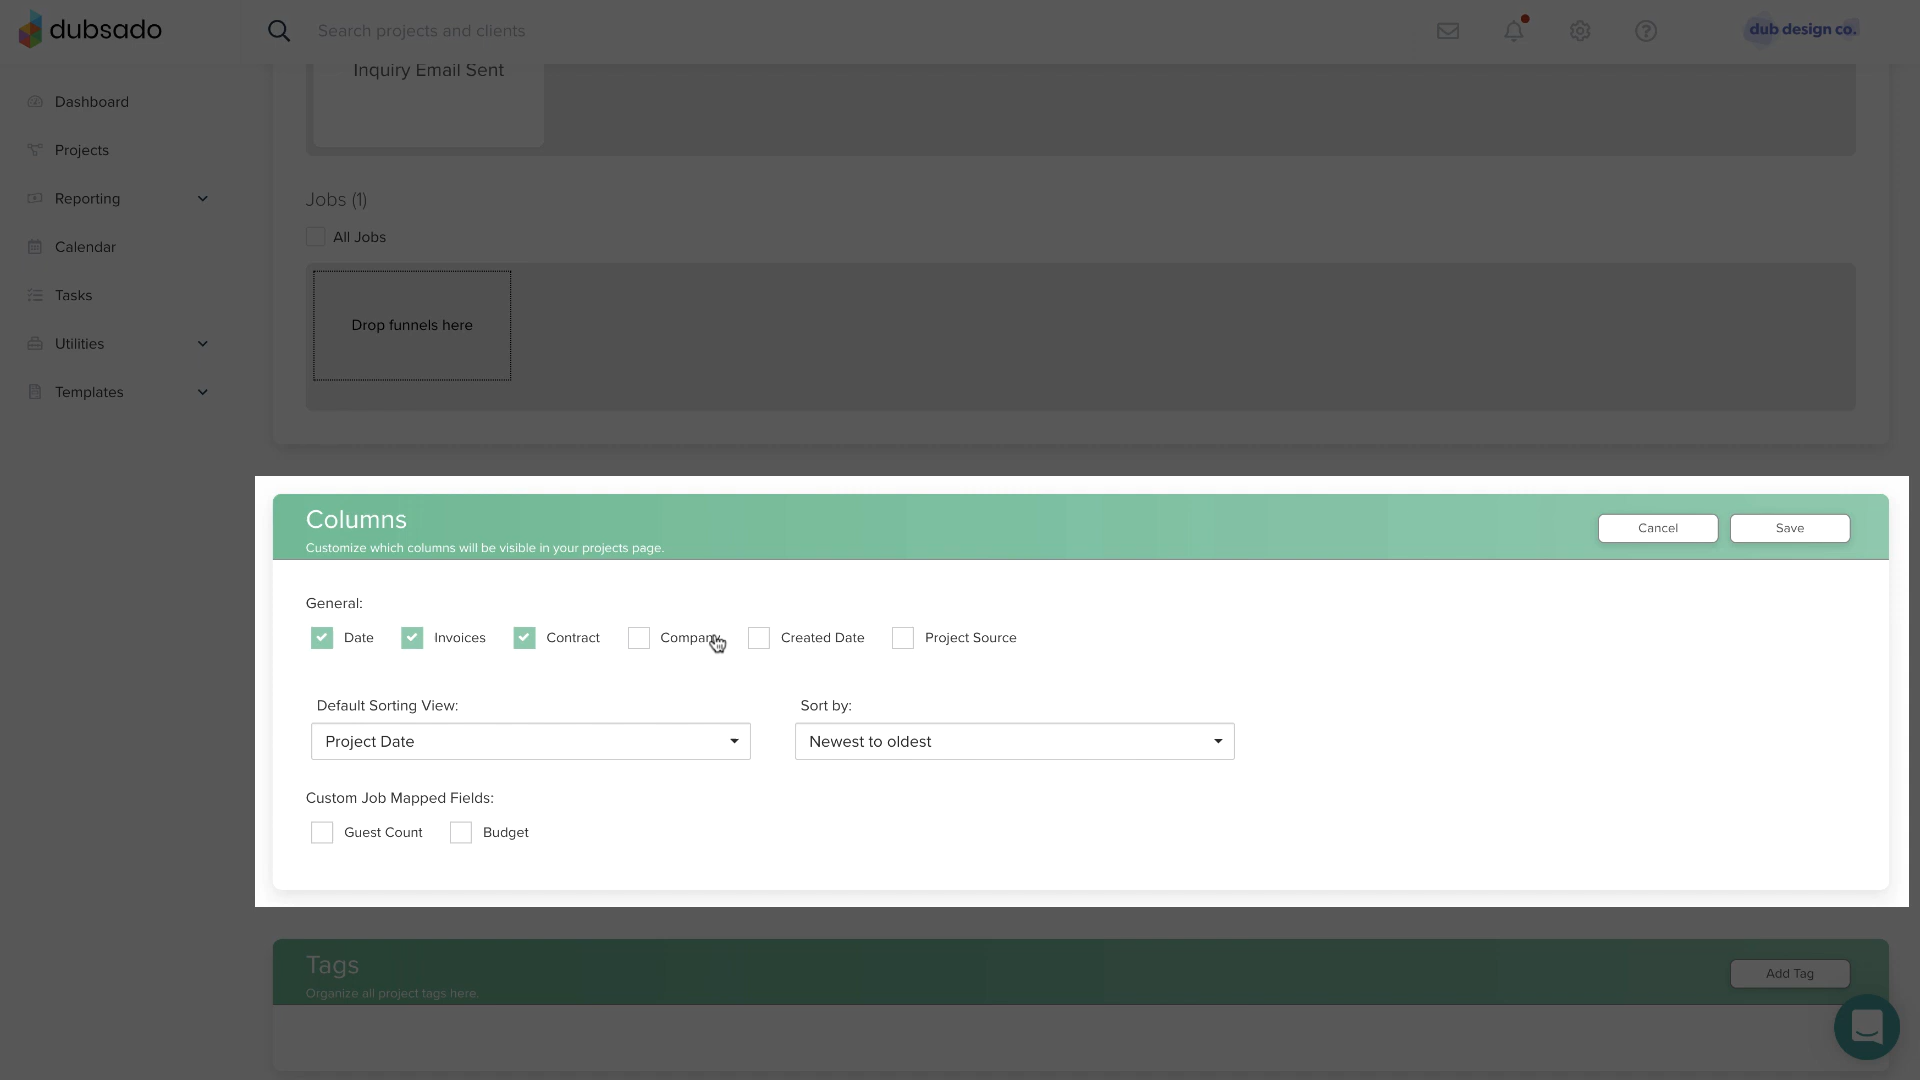 dubsado
Search projects and clients
dub design co.
Dashboard
Projects
Reporting
Calendar
Tasks
Utilities
Templates
Inquiry Email Sent
Jobs (1)
All Jobs
Drop funnels here
Columns
Customize which columns will be visible in your projects page.
Cancel
Save
General:
Date
Invoices
Contract
Company
Created Date
Project Source
Default Sorting View:
Sort by:
Project Date
Newest to oldest
Custom Job Mapped Fields:
Guest Count
Budget
Tags
Organize all project tags here.
Add Tag